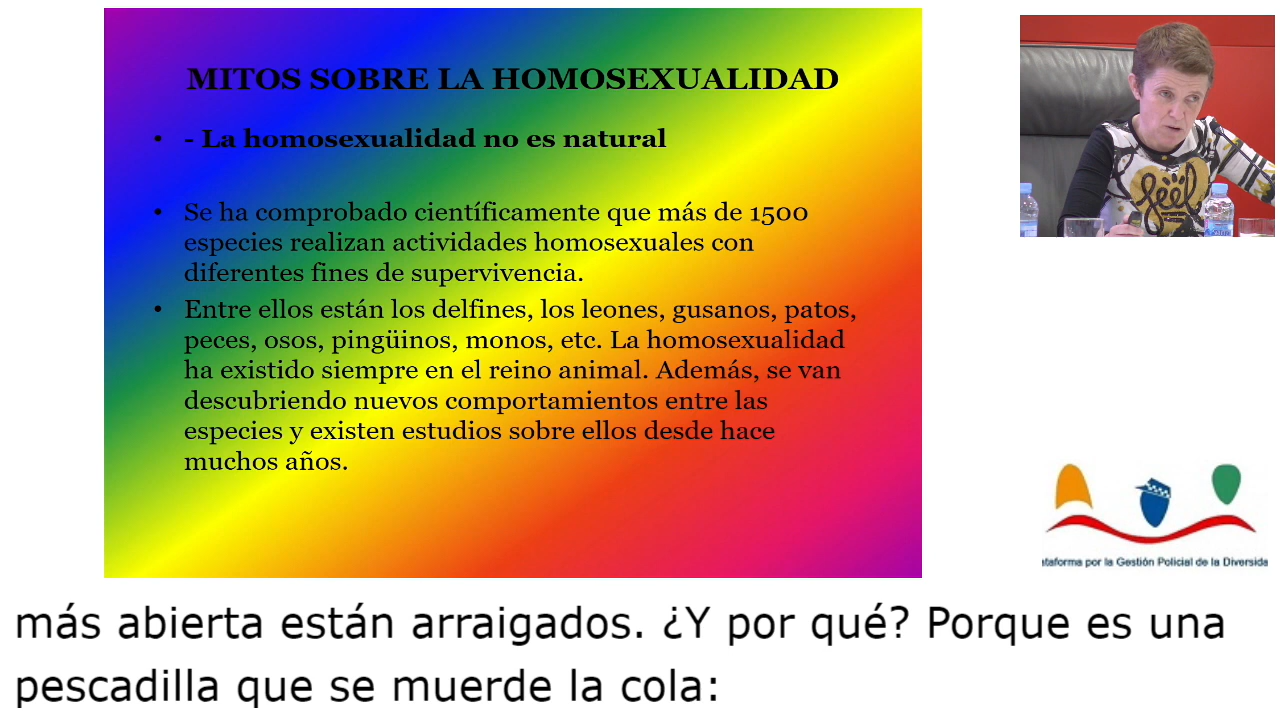 MITOS SOBRE LA HOMOSEXUALIDAD
• - La homosexualidad no es natural
• Se ha comprobado científicamente que más de 1500
especies realizan actividades homosexuales con
diferentes fines de supervivencia.
• Entre ellos están los delfines, los leones, gusanos, patos,
peces, osos, pingüinos, monos, etc. La homosexualidad
ha existido siempre en el reino animal. Además, se van
descubriendo nuevos comportamientos entre las
especies y existen estudios sobre ellos desde hace
muchos años.
feel
ataforma por la Gestión Policial de la Diversida
más abierta están arraigados. ¿Y por qué? Porque es una
pescadilla que se muerde la cola: